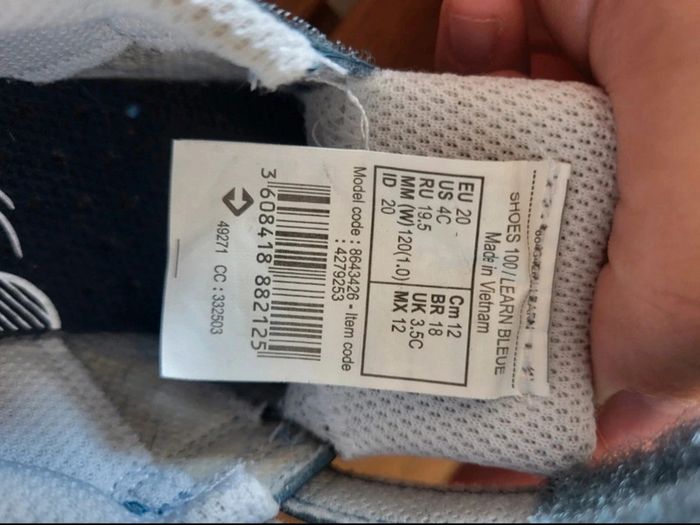 SHOES 100/LEARN BLEUE
Made in Vietnam
EU 20 - Cm 12
US 4C BR 18
RU 19.5 UK 3.5C
MM (W) 120(1.0) MX 12
ID 20
Model code : 8643426 - Item code
: 4279253
3 608418 882125
49271 CC : 332503